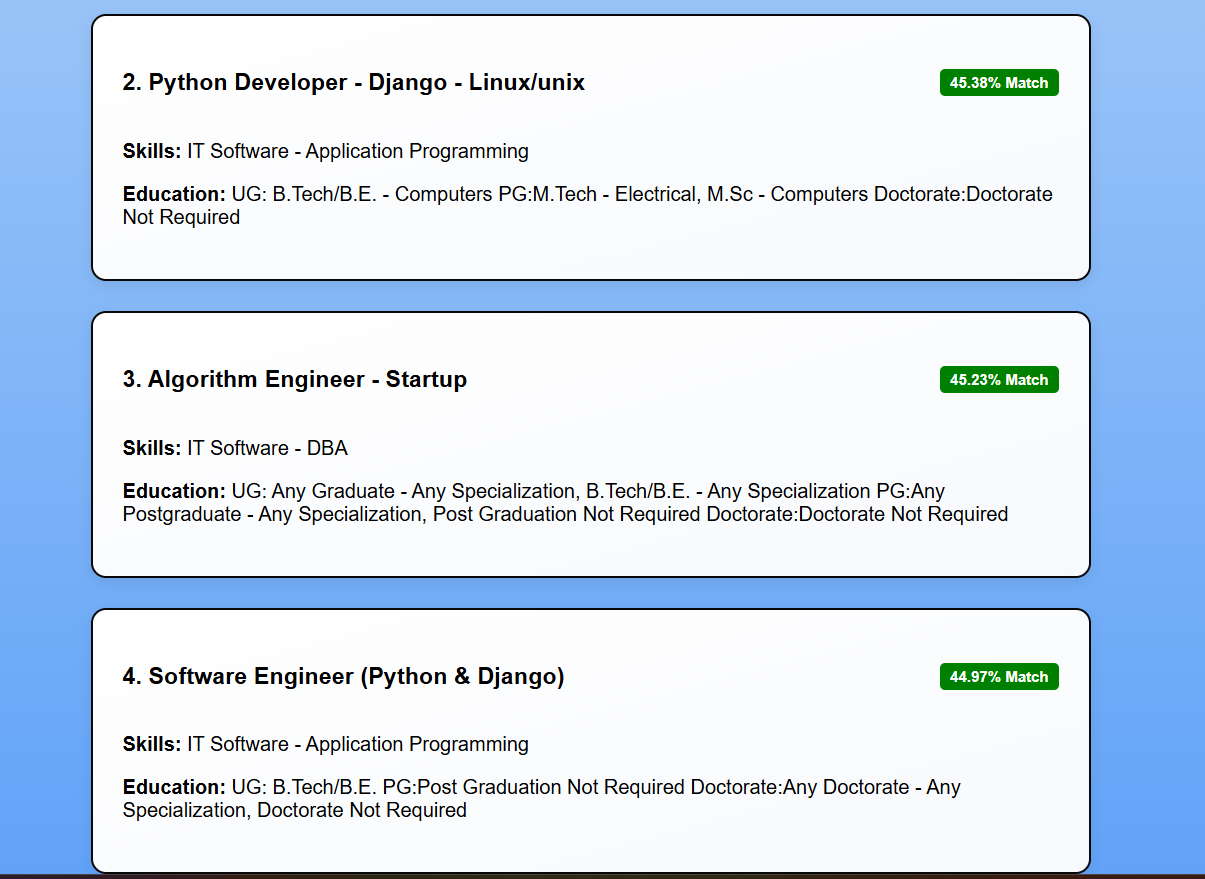 2. Python Developer - Django - Linux/unix
45.38% Match
Skills: IT Software - Application Programming
Education: UG: B.Tech/B.E. - Computers PG:M.Tech - Electrical, M.Sc - Computers Doctorate:Doctorate
Not Required
3. Algorithm Engineer - Startup
45.23% Match
Skills: IT Software - DBA
Education: UG: Any Graduate - Any Specialization, B.Tech/B.E. - Any Specialization PG:Any
Postgraduate - Any Specialization, Post Graduation Not Required Doctorate:Doctorate Not Required
4. Software Engineer (Python & Django)
44.97% Match
Skills: IT Software - Application Programming
Education: UG: B.Tech/B.E. PG:Post Graduation Not Required Doctorate:Any Doctorate - Any
Specialization, Doctorate Not Required